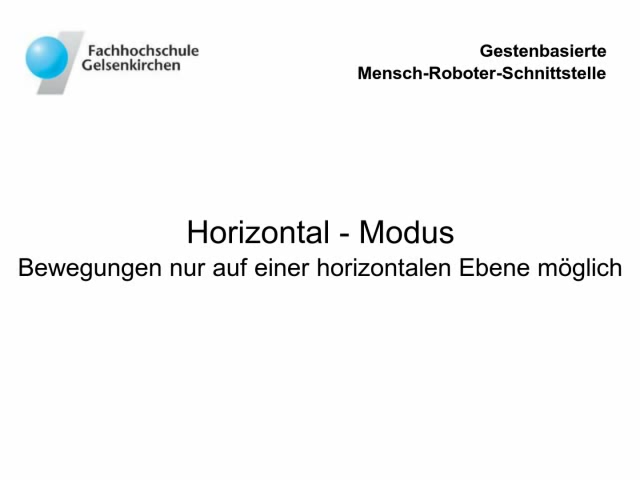 Fachhochschule
Gelsenkirchen
Gestenbasierte
Mensch-Roboter-Schnittstelle
Horizontal - Modus
Bewegungen nur auf einer horizontalen Ebene möglich